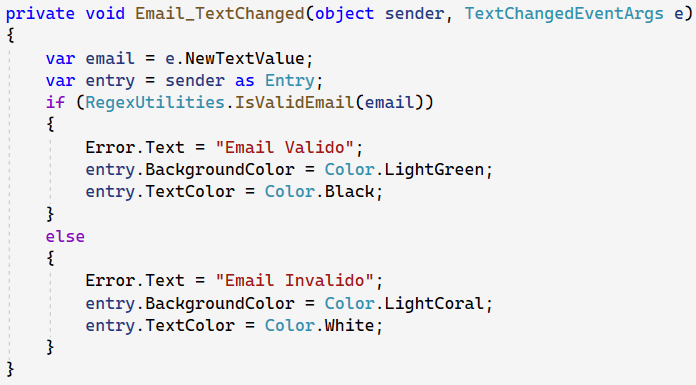 private void Email_TextChanged(object sender, TextChangedEventArgs e)
{
    var email = e.NewTextValue;
    var entry = sender as Entry;
    if (RegexUtilities.IsValidEmail(email))
    {
        Error.Text = "Email Valido";
        entry.BackgroundColor = Color.LightGreen;
        entry.TextColor = Color.Black;
    }
    else
    {
        Error.Text = "Email Invalido";
        entry.BackgroundColor = Color.LightCoral;
        entry.TextColor = Color.White;
    }
}